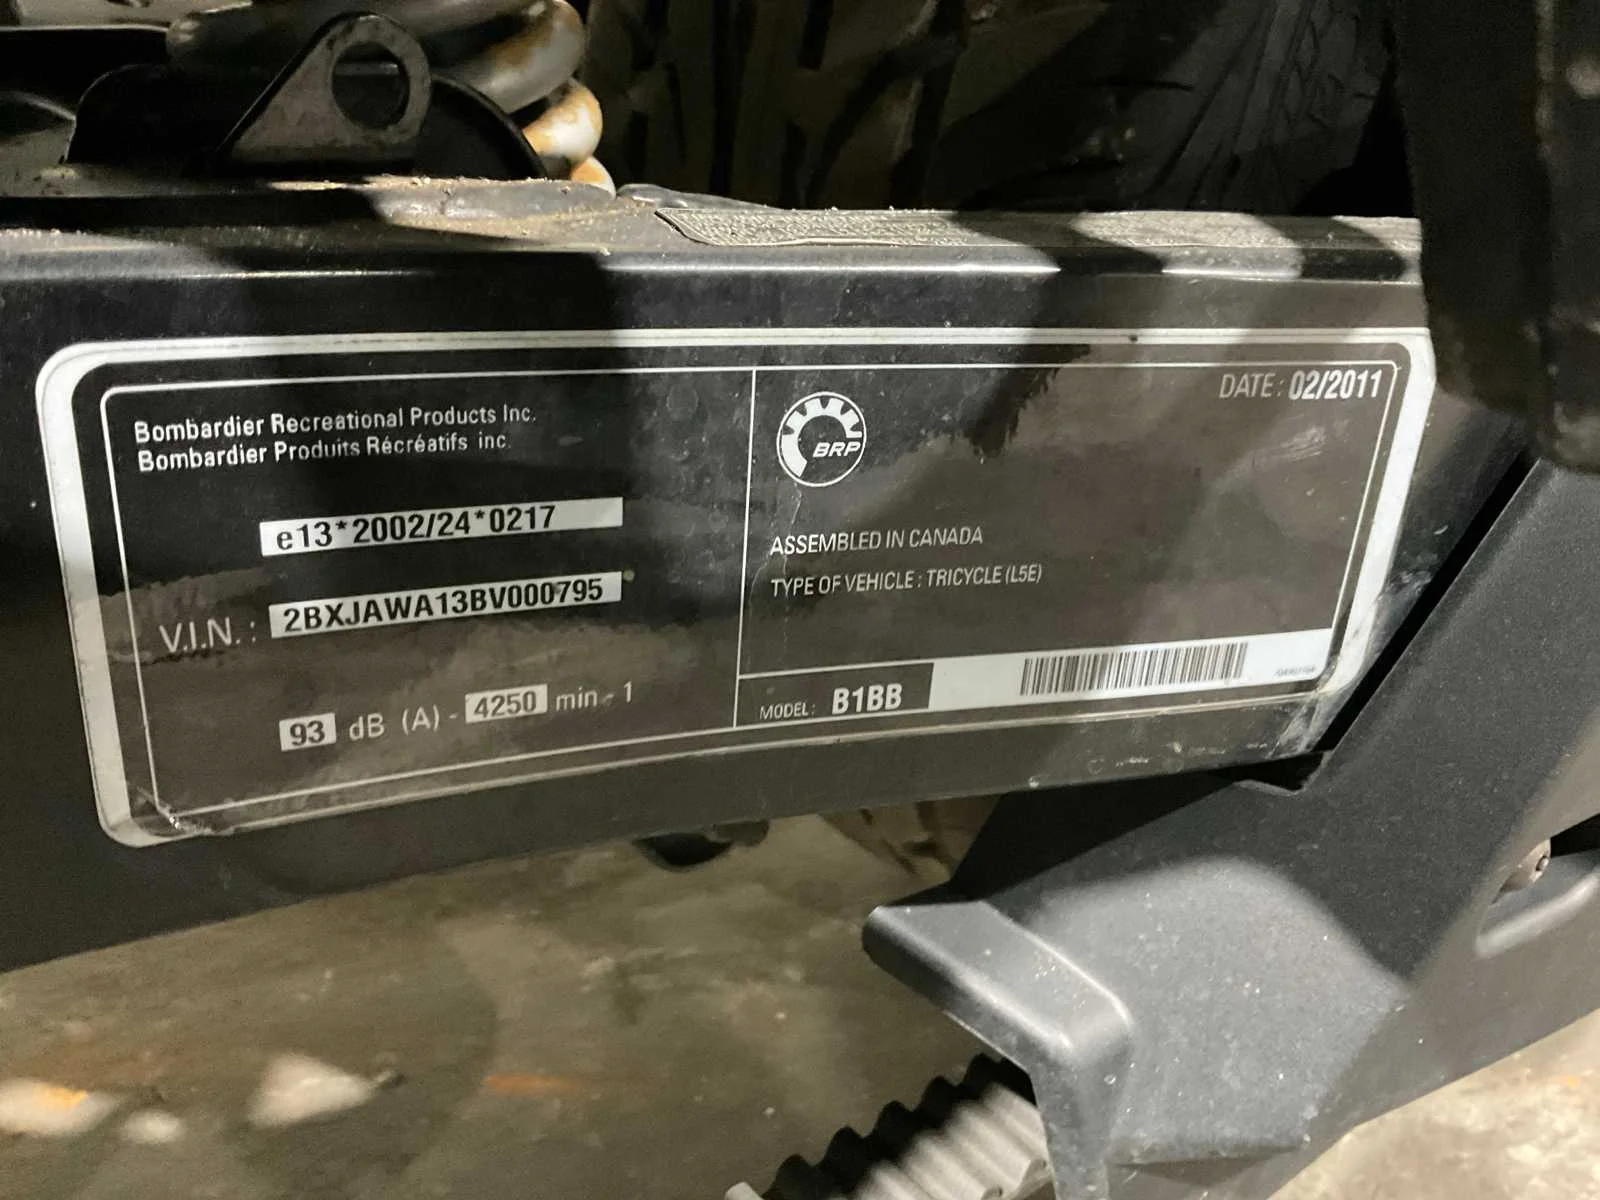 Bombardier Recreational Products Inc.
Bombardier Produits Récréatifs inc.
e13*2002/24*0217
V.I.N. : 2BXJAWA13BV000795
93 dB (A) - 4250 min - 1
DATE : 02/2011
BRP
ASSEMBLED IN CANADA
TYPE OF VEHICLE : TRICYCLE (L5E)
MODEL: B1BB